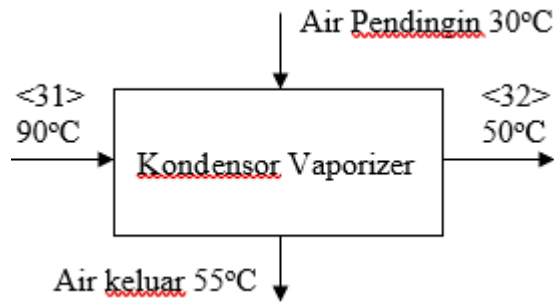 Air Pendingin 30°C
<31>
90°C
<32>
50°C
Kondensor Vaporizer
Air keluar 55°C